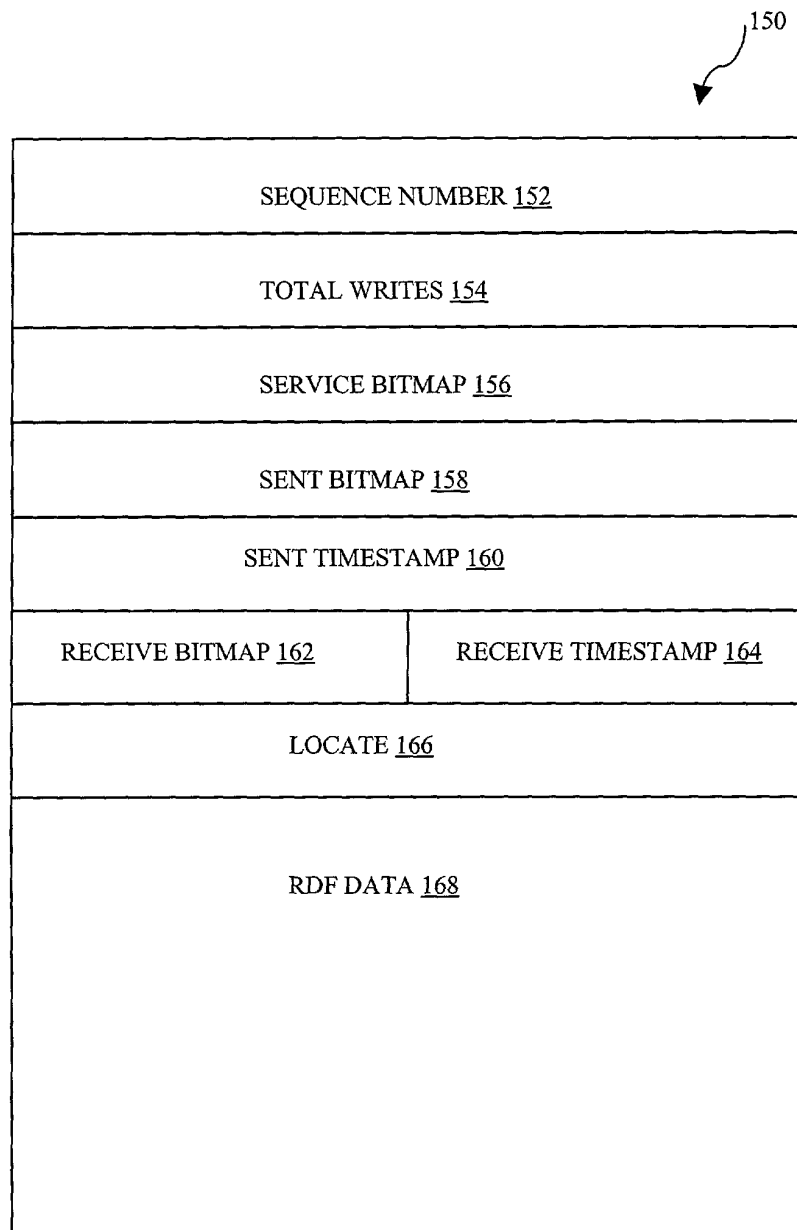 150
SEQUENCE NUMBER 152
TOTAL WRITES 154
SERVICE BITMAP 156
SENT BITMAP 158
SENT TIMESTAMP 160
RECEIVE BITMAP 162
RECEIVE TIMESTAMP 164
LOCATE 166
RDF DATA 168